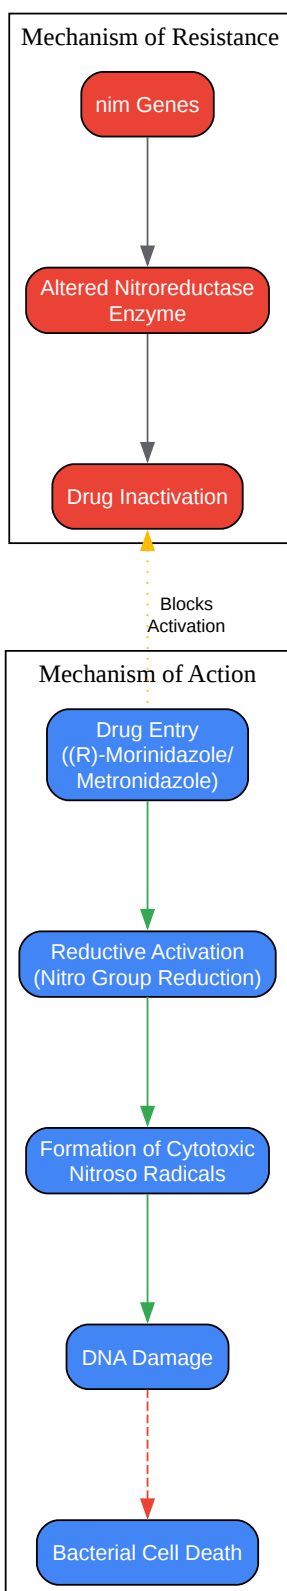 Mechanism of Resistance
nim Genes
Altered Nitroreductase
Enzyme
Drug Inactivation
Blocks
Activation
Mechanism of Action
Drug Entry
((R)-Morinidazole/
Metronidazole)
Reductive Activation
(Nitro Group Reduction)
Formation of Cytotoxic
Nitroso Radicals
DNA Damage
Bacterial Cell Death